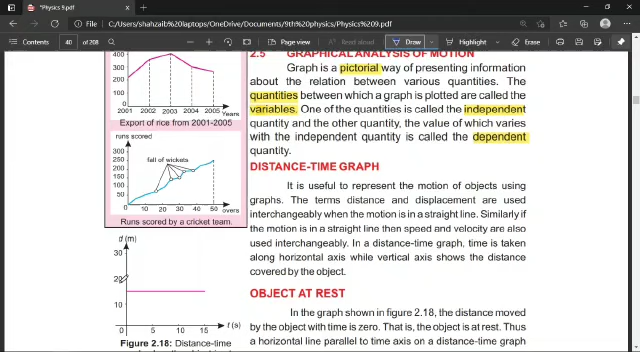 *Physics 9.pdf
File
C:/Users/shahzaib%20laptops/OneDrive/Documents/9th%20physics/Physics%209.pdf
Contents
40 of 208
Page view
Read aloud
Draw
Highlight
Erase
400
300
200
100
0
2001 2002 2003 2004 2005
Years
Export of rice from 2001-2005
runs scored
300
250
200
150
100
50
0
fall of wickets
10 20 30 40 50 overs
Runs scored by a cricket team.
d (m)
30
20
10
0
5 10 15 t (s)
Figure 2.18: Distance-time
2.5 GRAPHICAL ANALYSIS OF MOTION
Graph is a pictorial way of presenting information
about the relation between various quantities. The
quantities between which a graph is plotted are called the
variables. One of the quantities is called the independent
quantity and the other quantity, the value of which varies
with the independent quantity is called the dependent
quantity.
DISTANCE-TIME GRAPH
It is useful to represent the motion of objects using
graphs. The terms distance and displacement are used
interchangeably when the motion is in a straight line. Similarly if
the motion is in a straight line then speed and velocity are also
used interchangeably. In a distance-time graph, time is taken
along horizontal axis while vertical axis shows the distance
covered by the object.
OBJECT AT REST
In the graph shown in figure 2.18, the distance moved
by the object with time is zero. That is, the object is at rest. Thus
a horizontal line parallel to time axis on a distance-time graph